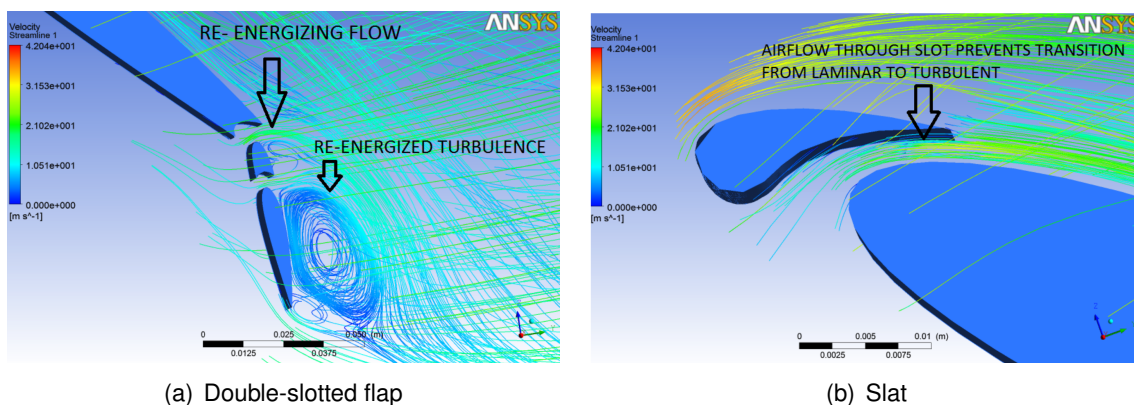 ANSYS
Velocity
Streamline 1
4.204e+001
3.153e+001
2.102e+001
1.051e+001
0.000e+000
[m s^-1]
RE- ENERGIZING FLOW
RE-ENERGIZED TURBULENCE
0
0.025
0.050 (m)
0.0125
0.0375
(a) Double-slotted flap
ANSYS
Velocity
Streamline 1
4.204e+001
3.153e+001
2.102e+001
1.051e+001
0.000e+000
[m s^-1]
AIRFLOW THROUGH SLOT PREVENTS TRANSITION
FROM LAMINAR TO TURBULENT
0
0.005
0.01 (m)
0.0025
0.0075
Z
(b) Slat